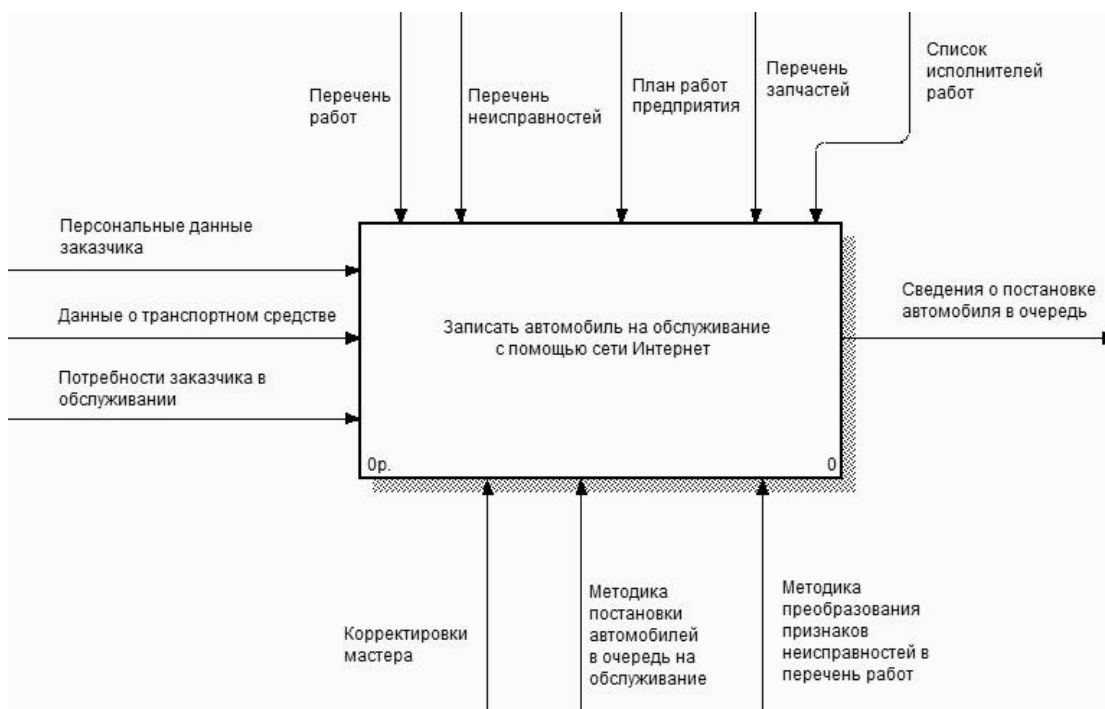 Перечень
работ
Перечень
неисправностей
План работ
предприятия
Перечень
запчастей
Список
исполнителей
работ
Персональные данные
заказчика
Данные о транспортном средстве
Потребности заказчика в
обслуживании
Записать автомобиль на обслуживание
с помощью сети Интернет
0р.
0
Сведения о постановке
автомобиля в очередь
Корректировки
мастера
Методика
постановки
автомобилей
в очередь на
обслуживание
Методика
преобразования
признаков
неисправностей в
перечень работ